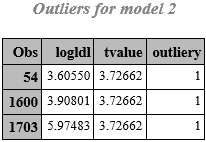 Outliers for model 2
Obs logldl tvalue outliery
54 3.60550 3.72662 1
1600 3.90801 3.72662 1
1703 5.97483 3.72662 1